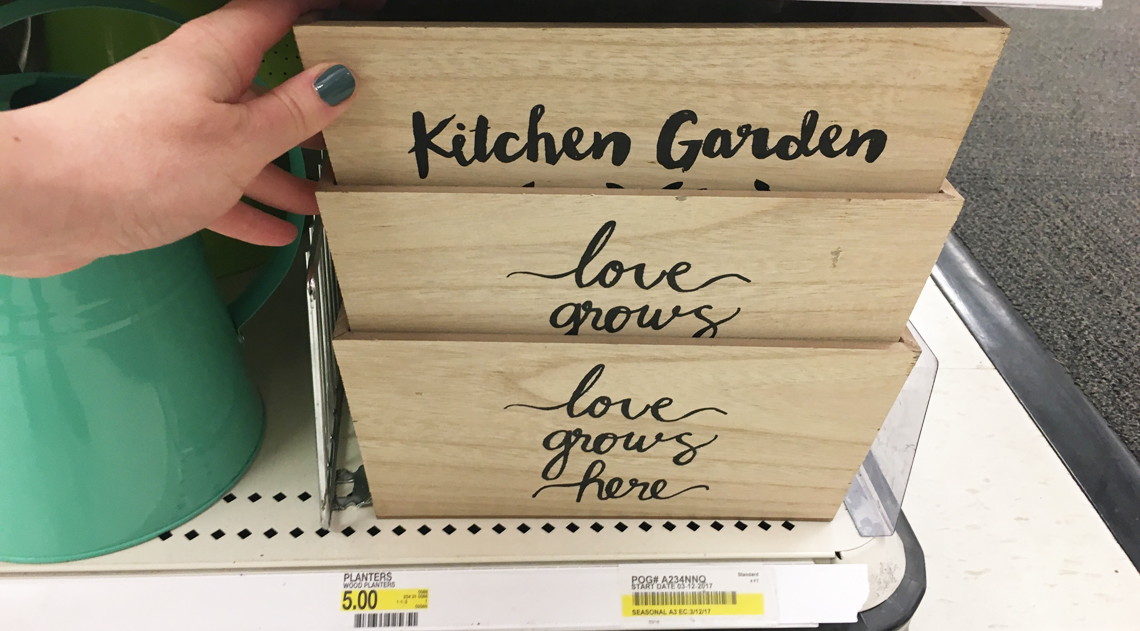 Kitchen Garden
love
grows
love
grows
here
PLANTERS
WOOD PLANTERS
5.00
POG# A234NNQ
START DATE 03-12-2017
Standard
SEASONAL A3 EC:3/12/17